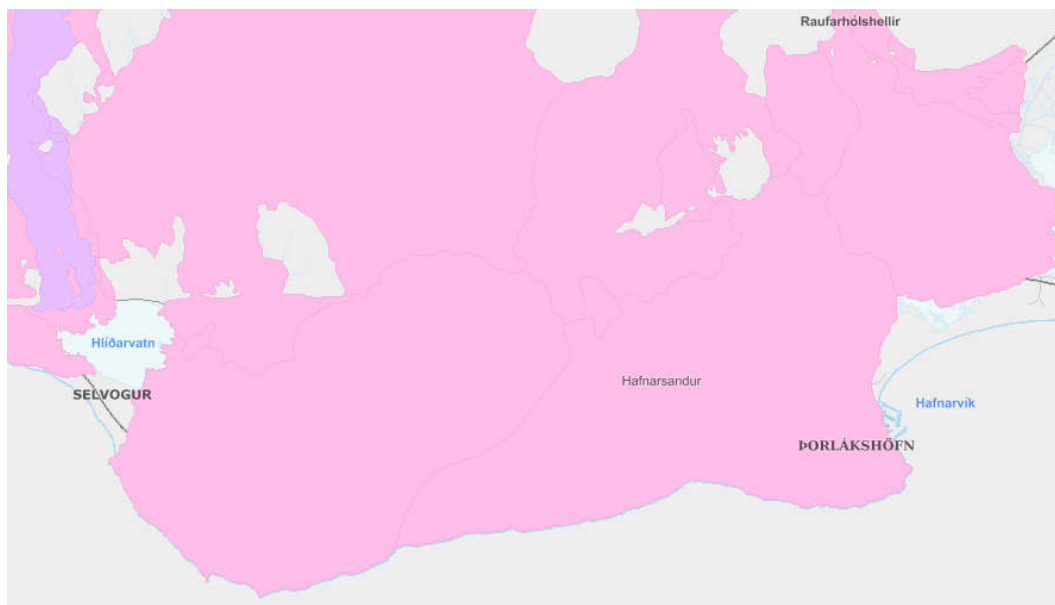 Raufarhólshellir
Hlíðarvatn
Hafnarsandur
SELVOGUR
Hafnarvík
ÞORLÁKSHÖFN